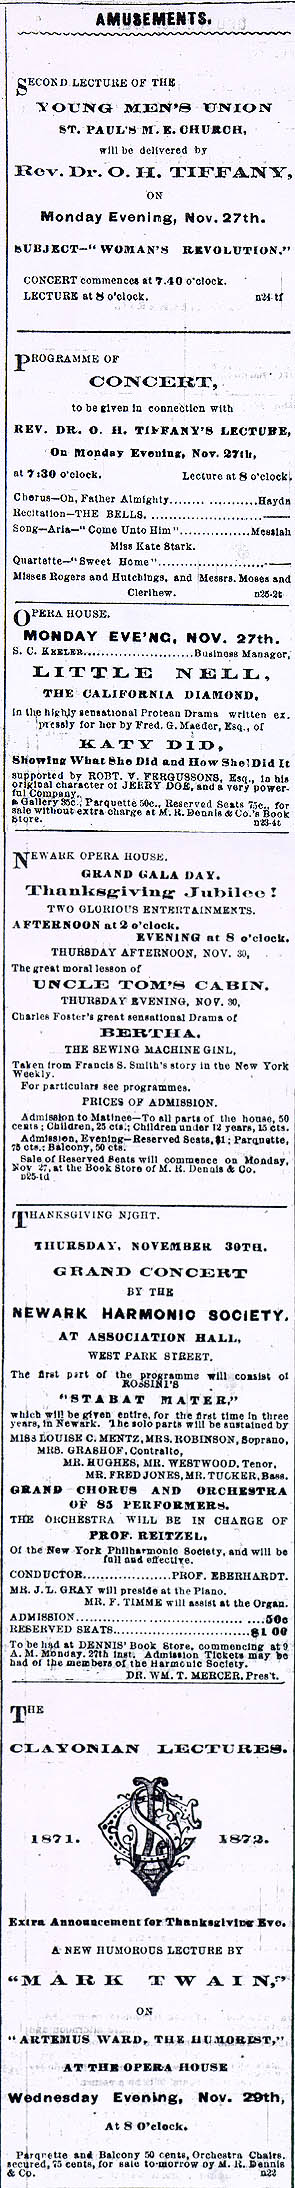 AMUSEMENTS.
SECOND LECTURE OF THE
YOUNG MEN'S UNION
ST. PAUL'S M. E. CHURCH,
will be delivered by
Rev. Dr. O. H. TIFFANY,
ON
Monday Evening, Nov. 27th.
SUBJECT—"WOMAN'S REVOLUTION."
CONCERT commences at 7.40 o'clock.
LECTURE at 8 o'clock. n24-tf
PROGRAMME OF
CONCERT,
to be given in connection with
REV. DR. O. H. TIFFANY'S LECTURE,
On Monday Evening, Nov. 27th,
at 7:30 o'clock. Lecture at 8 o'clock.
Chorus—Oh, Father Almighty..............Haydn
Recitation—THE BELLS.
Song—Aria—"Come Unto Him"..............Messiah
Miss Kate Stark.
Quartette—"Sweet Home"..............
Misses Rogers and Hutchings, and Messrs. Moses and
Clerihew. n25-2t
OPERA HOUSE.
MONDAY EVE'NG, NOV. 27th.
S. C. KEELER..............Business Manager,
LITTLE NELL,
THE CALIFORNIA DIAMOND,
in the highly sensational Protean Drama written ex-
pressly for her by Fred. G. Maeder, Esq., of
KATY DID,
Showing What She Did and How She Did It
supported by ROBT. V. FERGUSSONS, Esq., in his
original character of JERRY DOE, and a very power-
ful Company.
Gallery 35c., Parquette 50c., Reserved Seats 75c., for
sale without extra charge at M. R. Dennis & Co.'s Book
Store. n23-4t
NEWARK OPERA HOUSE.
GRAND GALA DAY.
Thanksgiving Jubilee!
TWO GLORIOUS ENTERTAINMENTS.
AFTERNOON at 2 o'clock.
EVENING at 8 o'clock.
THURSDAY AFTERNOON, NOV. 30,
The great moral lesson of
UNCLE TOM'S CABIN.
THURSDAY EVENING, NOV. 30,
Charles Foster's great sensational Drama of
BERTHA,
THE SEWING MACHINE GINL,
Taken from Francis S. Smith's story in the New York
Weekly.
For particulars see programmes.
PRICES OF ADMISSION.
Admission to Matinee—To all parts of the house, 50
cents; Children, 25 cts.; Children under 12 years, 15 cts.
Admission, Evening—Reserved Seats, $1; Parquette,
75 cts.; Balcony, 50 cts.
Sale of Reserved Seats will commence on Monday,
Nov 27, at the Book Store of M. R. Dennis & Co.
n25-td
THANKSGIVING NIGHT.
THURSDAY, NOVEMBER 30TH.
GRAND CONCERT
BY THE
NEWARK HARMONIC SOCIETY,
AT ASSOCIATION HALL,
WEST PARK STREET.
The first part of the programme will consist of
ROSSINI'S
"STABAT MATER,"
which will be given entire, for the first time in three
years, in Newark. The solo parts will be sustained by
MISS LOUISE C. MENTZ, MRS. ROBINSON, Soprano,
MRS. GRASHOF, Contralto,
MR. HUGHES, MR. WESTWOOD, Tenor,
MR. FRED JONES, MR. TUCKER, Bass.
GRAND CHORUS AND ORCHESTRA
OF 85 PERFORMERS.
THE ORCHESTRA WILL BE IN CHARGE OF
PROF. REITZEL,
Of the New York Philharmonic Society, and will be
full and effective.
CONDUCTOR..............PROF. EBERHARDT.
MR. J. L. GRAY will preside at the Piano.
MR. F. TIMME will assist at the Organ.
ADMISSION..............50c
RESERVED SEATS..............$1 00
To be had at DENNIS' Book Store, commencing at 9
A. M. Monday, 27th inst. Admission Tickets may be
had of the members of the Harmonic Society.
DR. WM. T. MERCER, Pres't.
THE
CLAYONIAN LECTURES.
1871. 1872.
Extra Announcement for Thanksgiving Eve.
A NEW HUMOROUS LECTURE BY
"MARK TWAIN,"
ON
"ARTEMUS WARD, THE HUMORIST,"
AT THE OPERA HOUSE
Wednesday Evening, Nov. 29th,
At 8 O'clock.
Parquette and Balcony 50 cents, Orchestra Chairs,
secured, 75 cents, for sale to-morrow by M. R. Dennis
& Co. n22